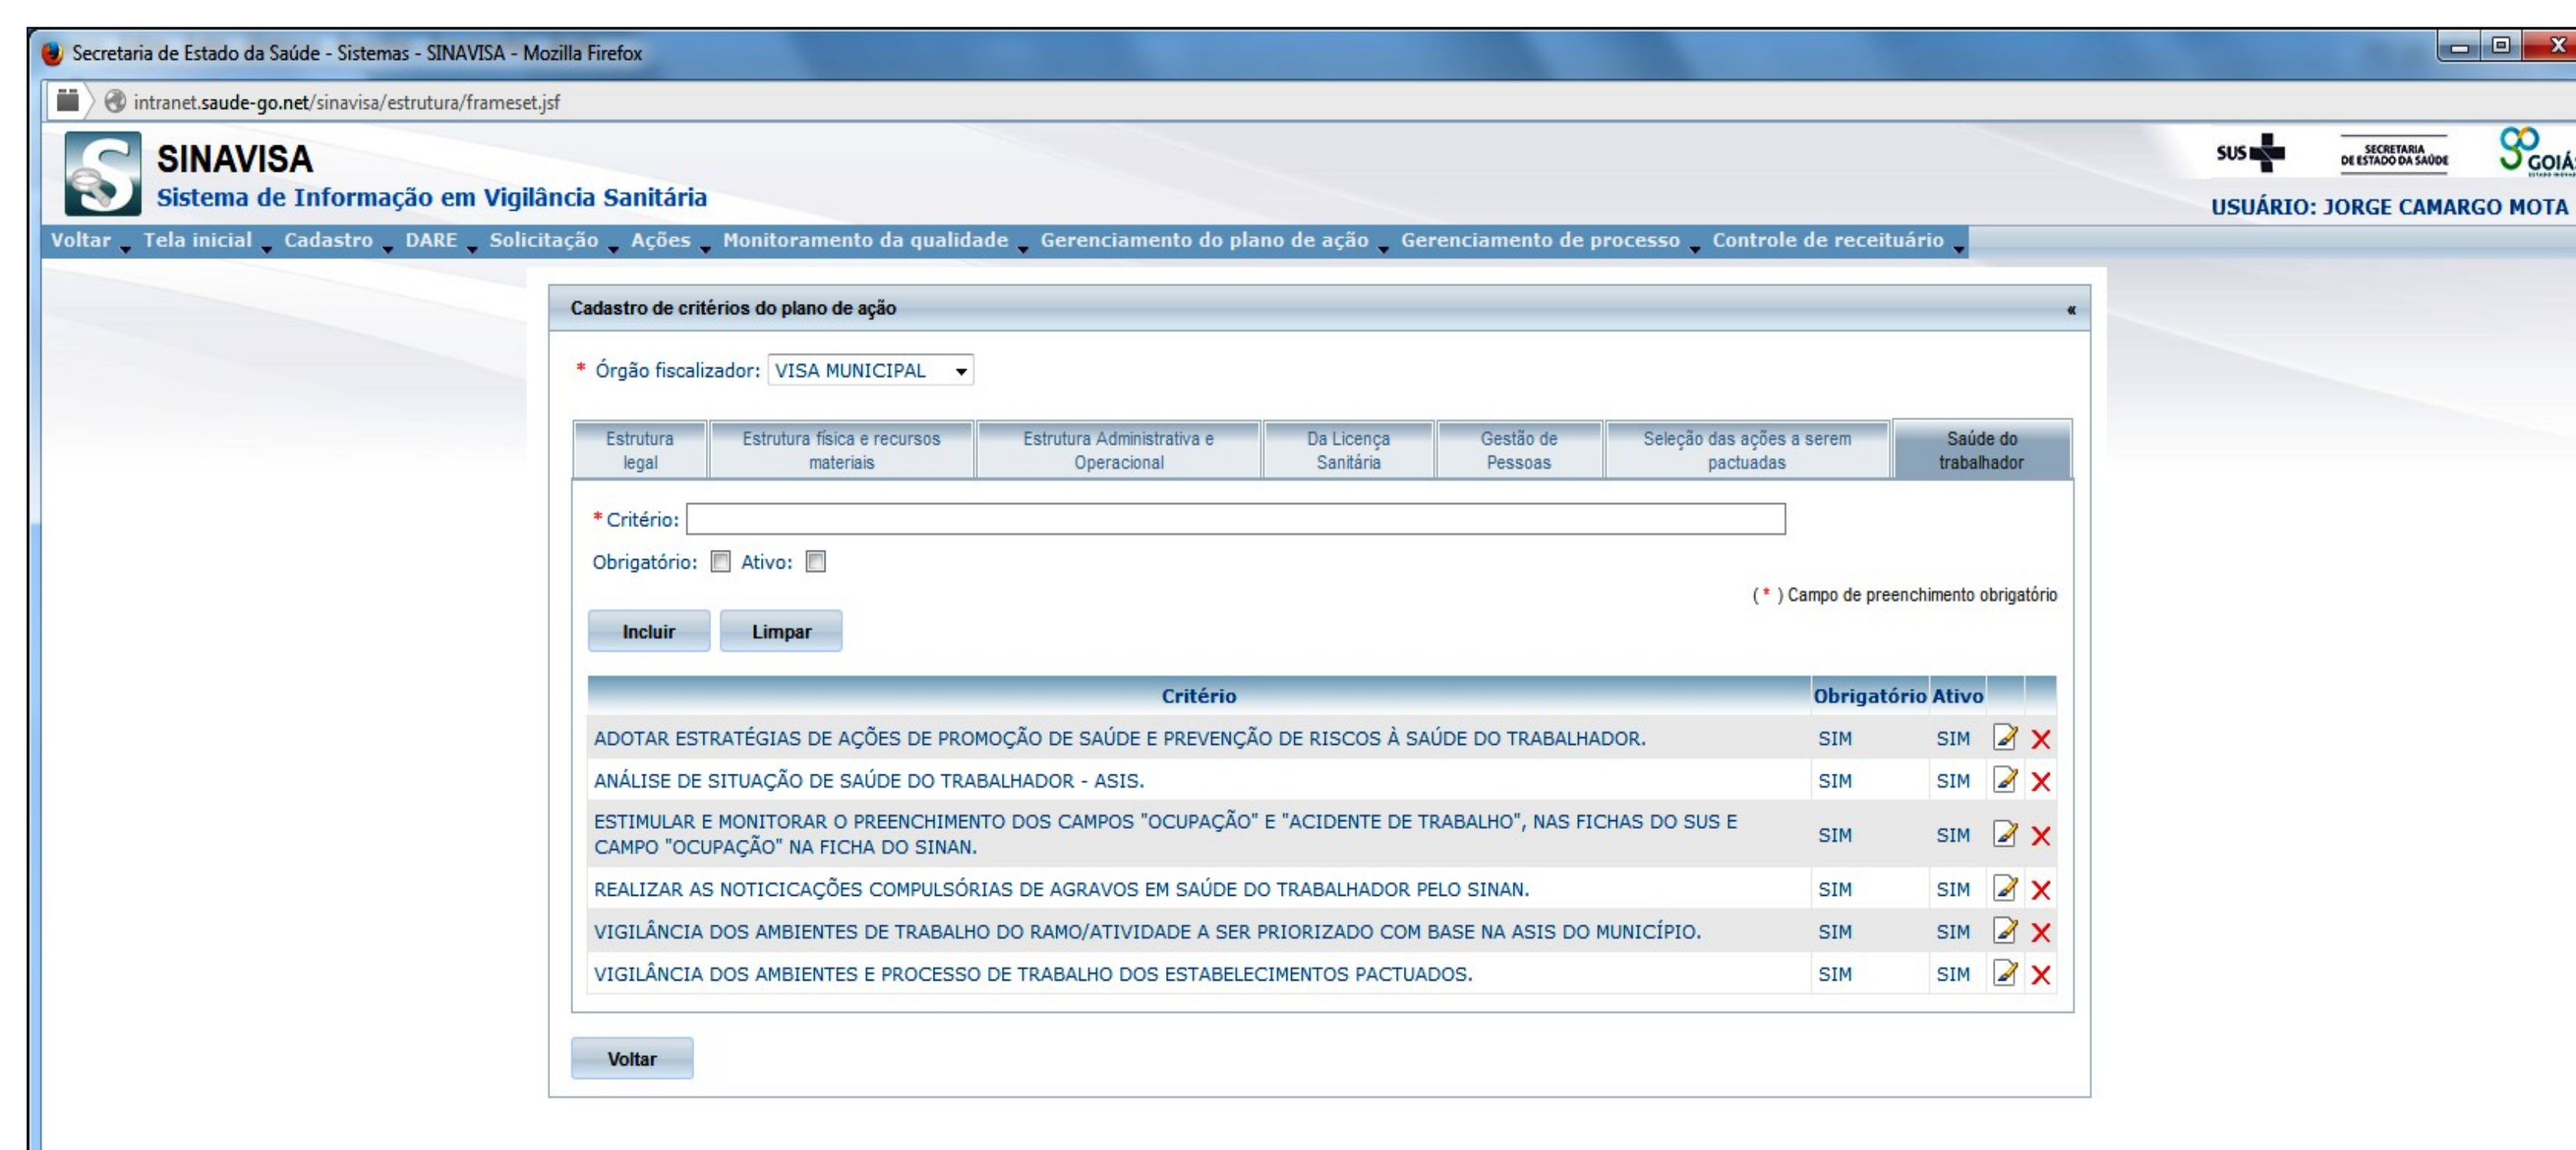 Secretaria de Estado da Saúde - Sistemas - SINAVISA - Mozilla Firefox
intranet.saude-go.net/sinavisa/estrutura/frameset.jsf
SINAVISA
Sistema de Informação em Vigilância Sanitária
SUS
SECRETARIA
DE ESTADO DA SAÚDE
GOIÁS
USUÁRIO: JORGE CAMARGO MOTA
Voltar Tela inicial Cadastro DARE Solicitação Ações Monitoramento da qualidade Gerenciamento do plano de ação Gerenciamento de processo Controle de receituário
Cadastro de critérios do plano de ação «
* Órgão fiscalizador: VISA MUNICIPAL
Estrutura legal
Estrutura física e recursos materiais
Estrutura Administrativa e Operacional
Da Licença Sanitária
Gestão de Pessoas
Seleção das ações a serem pactuadas
Saúde do trabalhador
* Critério:
Obrigatório: Ativo:
( * ) Campo de preenchimento obrigatório
Incluir Limpar
Critério Obrigatório Ativo
ADOTAR ESTRATÉGIAS DE AÇÕES DE PROMOÇÃO DE SAÚDE E PREVENÇÃO DE RISCOS À SAÚDE DO TRABALHADOR. SIM SIM
ANÁLISE DE SITUAÇÃO DE SAÚDE DO TRABALHADOR - ASIS. SIM SIM
ESTIMULAR E MONITORAR O PREENCHIMENTO DOS CAMPOS "OCUPAÇÃO" E "ACIDENTE DE TRABALHO", NAS FICHAS DO SUS E
CAMPO "OCUPAÇÃO" NA FICHA DO SINAN. SIM SIM
REALIZAR AS NOTICICAÇÕES COMPULSÓRIAS DE AGRAVOS EM SAÚDE DO TRABALHADOR PELO SINAN. SIM SIM
VIGILÂNCIA DOS AMBIENTES DE TRABALHO DO RAMO/ATIVIDADE A SER PRIORIZADO COM BASE NA ASIS DO MUNICÍPIO. SIM SIM
VIGILÂNCIA DOS AMBIENTES E PROCESSO DE TRABALHO DOS ESTABELECIMENTOS PACTUADOS. SIM SIM
Voltar